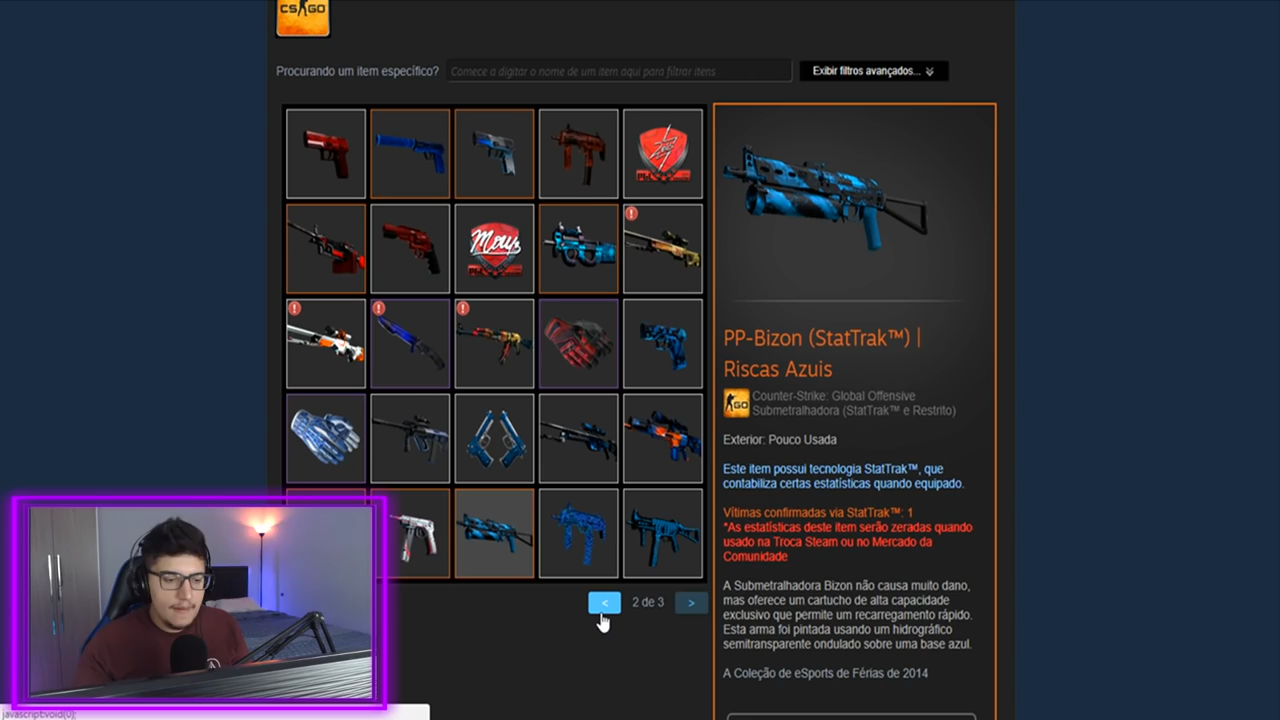 CS GO
Procurando um item específico?
Comece a digitar o nome de um item aqui para filtrar itens
Exibir filtros avançados...
PP-Bizon (StatTrak™) |
Riscas Azuis
GO
Counter-Strike: Global Offensive
Submetralhadora (StatTrak™ e Restrito)
Exterior: Pouco Usada
Este item possui tecnologia StatTrak™, que
contabiliza certas estatísticas quando equipado.
Vítimas confirmadas via StatTrak™: 1
*As estatísticas deste item serão zeradas quando
usado na Troca Steam ou no Mercado da
Comunidade
A Submetralhadora Bizon não causa muito dano,
mas oferece um cartucho de alta capacidade
exclusivo que permite um recarregamento rápido.
Esta arma foi pintada usando um hidrográfico
semitransparente ondulado sobre uma base azul.
A Coleção de eSports de Férias de 2014
< 2 de 3 >
javascript:void(0);